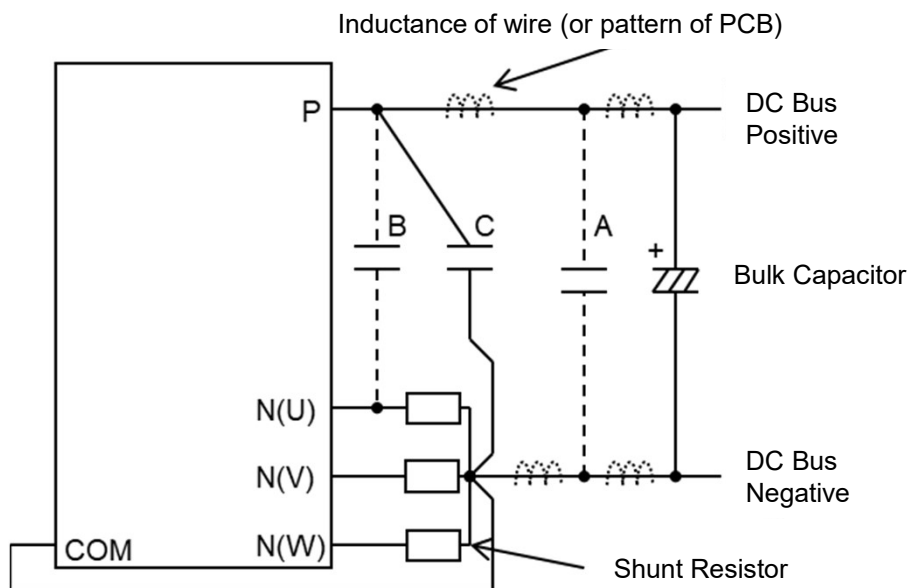 Inductance of wire (or pattern of PCB)
P
DC Bus
Positive
B
C
A
+
Bulk Capacitor
N(U)
N(V)
DC Bus
Negative
COM
N(W)
Shunt Resistor